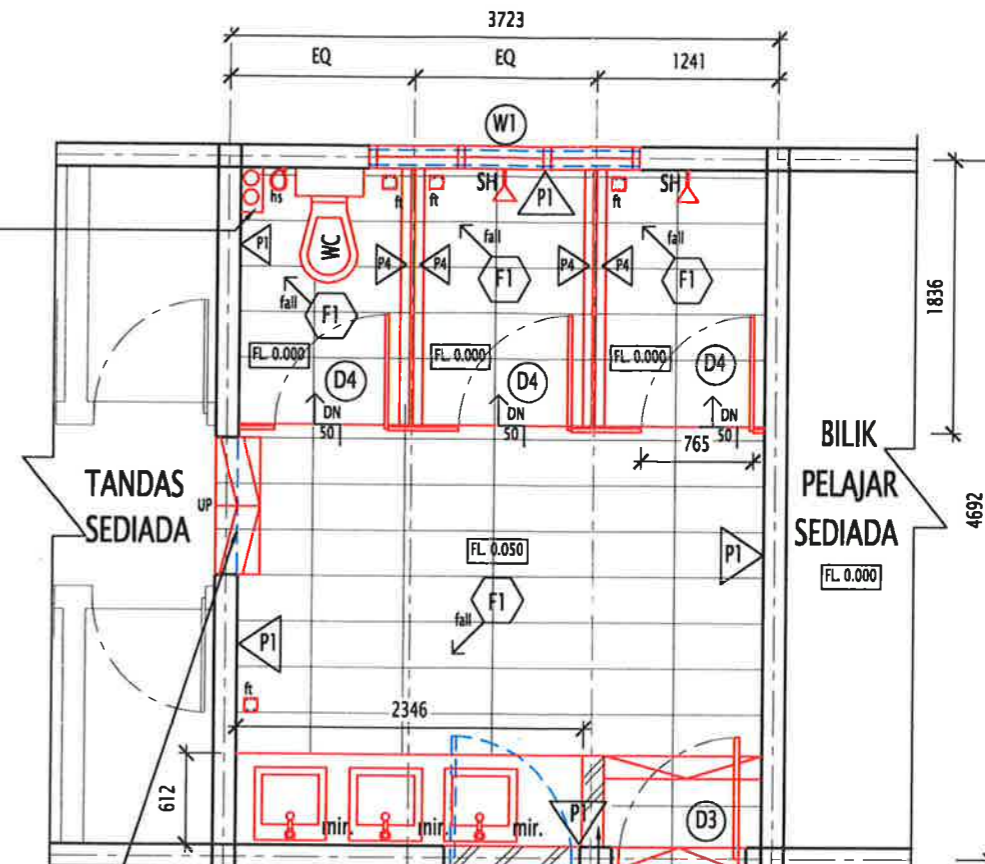 3723
EQ
EQ
1241
W1
SH
SH
P1
hs
ft
ft
ft
P1
WC
P4
P4
P4
P4
fall
fall
fall
F1
F1
F1
1836
FL 0.000
FL 0.000
FL 0.000
D4
D4
D4
DN
DN
DN
50
50
50
765
TANDAS
SEDIADA
UP
BILIK
PELAJAR
SEDIADA
FL 0.000
4692
FL 0.050
P1
F1
fall
P1
ft
2346
612
mir.
mir.
mir.
P1
D3